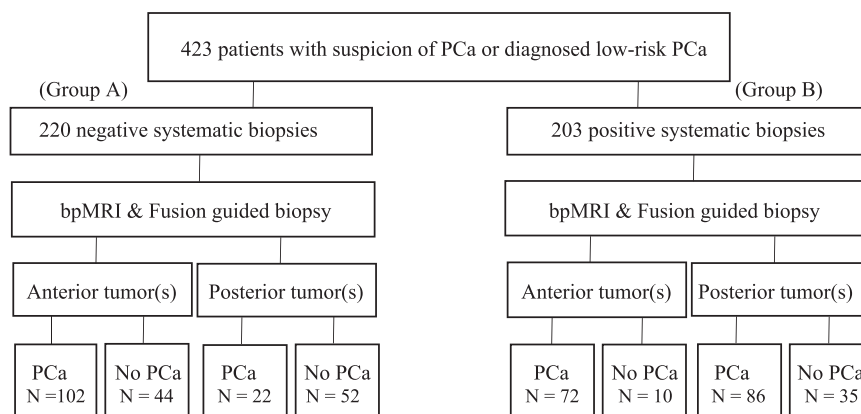 423 patients with suspicion of PCa or diagnosed low-risk PCa
(Group A)
(Group B)
220 negative systematic biopsies
203 positive systematic biopsies
bpMRI & Fusion guided biopsy
bpMRI & Fusion guided biopsy
Anterior tumor(s)
Posterior tumor(s)
Anterior tumor(s)
Posterior tumor(s)
PCa
N =102
No PCa
N = 44
PCa
N = 22
No PCa
N = 52
PCa
N = 72
No PCa
N = 10
PCa
N = 86
No PCa
N = 35